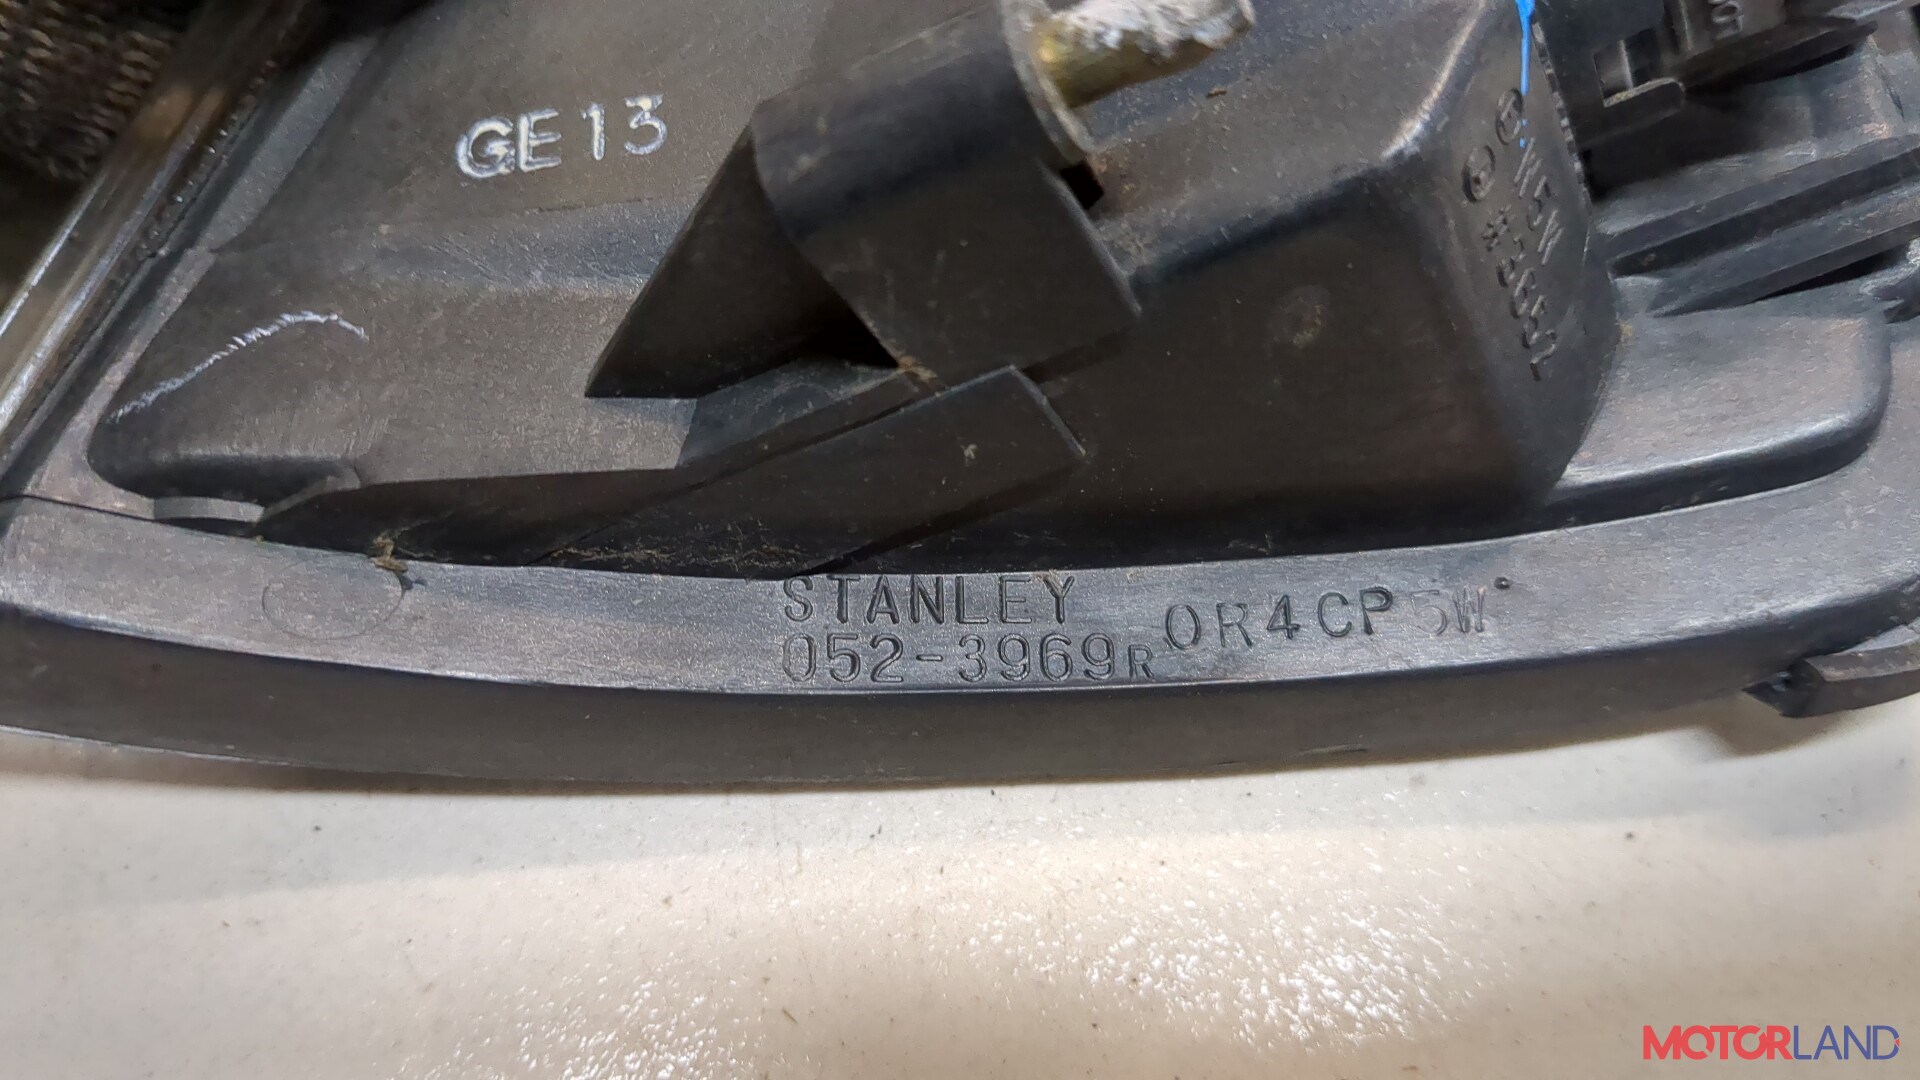 GE13
STANLEY
052-3969R
0R4CP5W
MOTORLAND